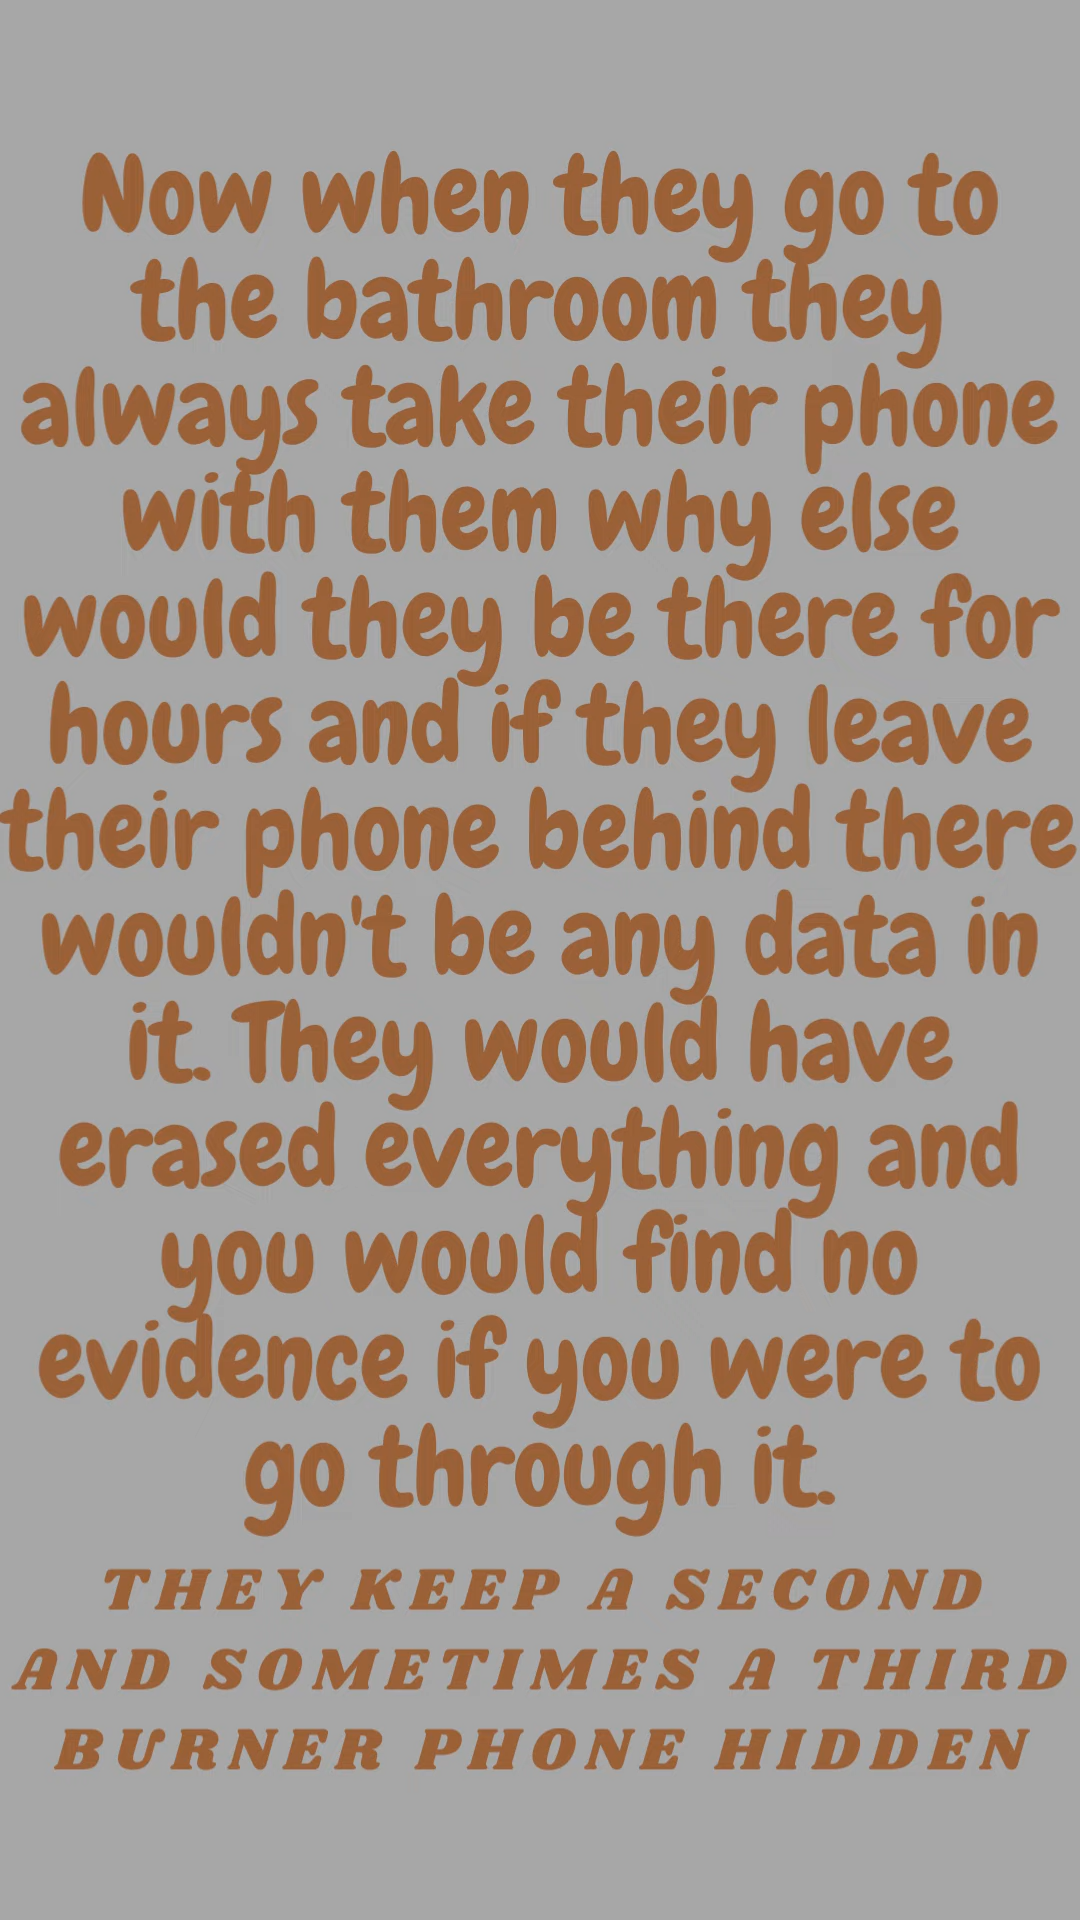 Now when they go to
the bathroom they
always take their phone
with them why else
would they be there for
hours and if they leave
their phone behind there
wouldn't be any data in
it. They would have
erased everything and
you would find no
evidence if you were to
go through it.
THEY KEEP A SECOND
AND SOMETIMES A THIRD
BURNER PHONE HIDDEN